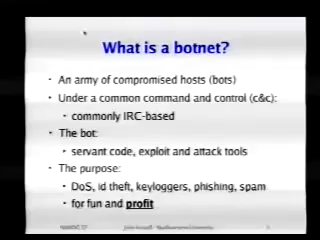 What is a botnet?
· An army of compromised hosts (bots)
· Under a common command and control (c&c):
· commonly IRC-based
· The bot:
· servant code, exploit and attack tools
· The purpose:
· DoS, id theft, keyloggers, phishing, spam
· for fun and profit